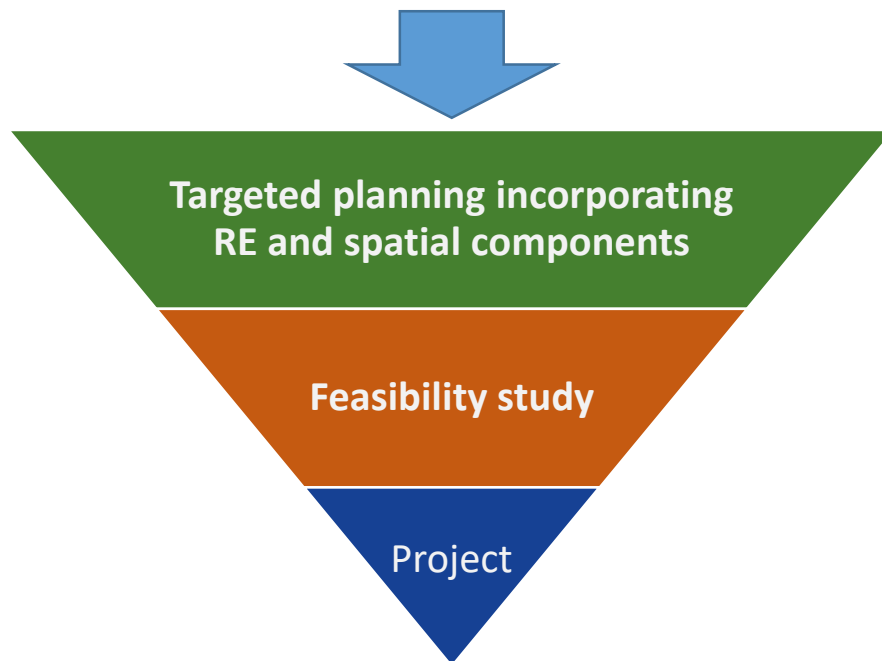 Targeted planning incorporating
RE and spatial components
Feasibility study
Project